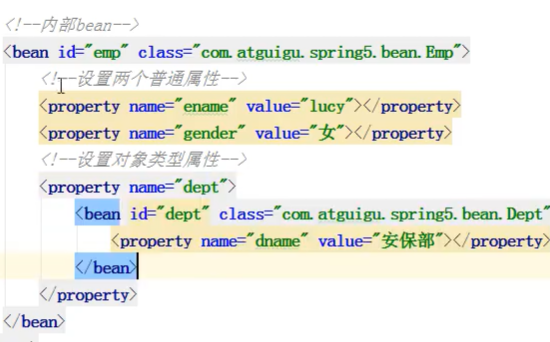 <!--内部bean-->
<bean id="emp" class="com.atguigu.spring5.bean.Emp">
<!--设置两个普通属性-->
<property name="ename" value="lucy"></property>
<property name="gender" value="女"></property>
<!--设置对象类型属性-->
<property name="dept">
<bean id="dept" class="com.atguigu.spring5.bean.Dept"
<property name="dname" value="安保部"></property>
</bean>
</property>
</bean>